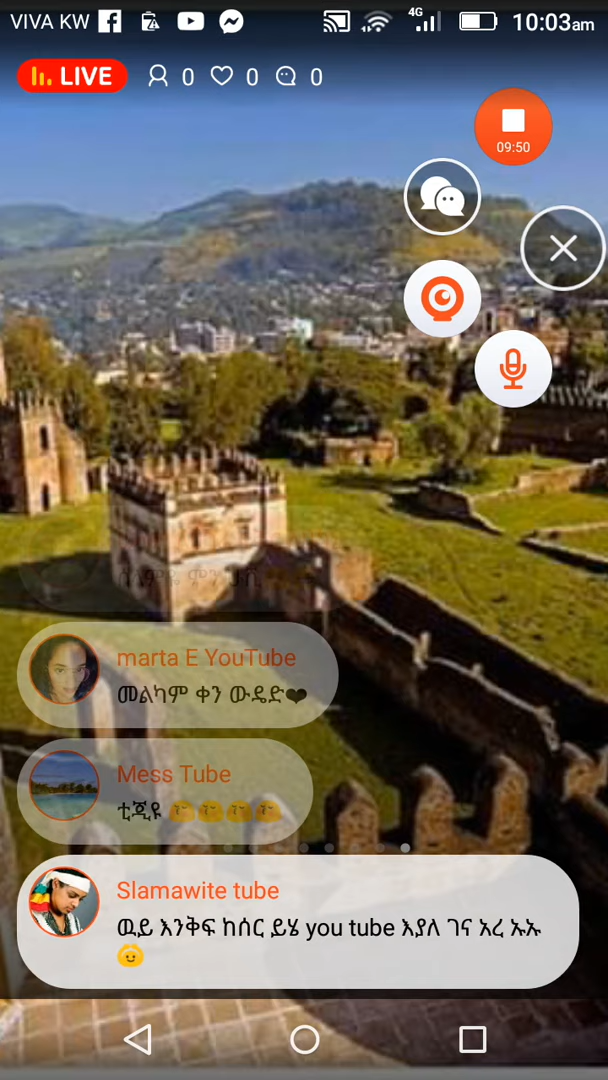 VIVA KW
4G
10:03am
LIVE 0 0 0
09:50
marta E YouTube
መልካም ቀን ውዴድ❤
Mess Tube
ቲጂዩ
Slamawite tube
ዉይ እንቅፍ ከሰር ይሄ you tube እያለ ገና አረ ኡኡ